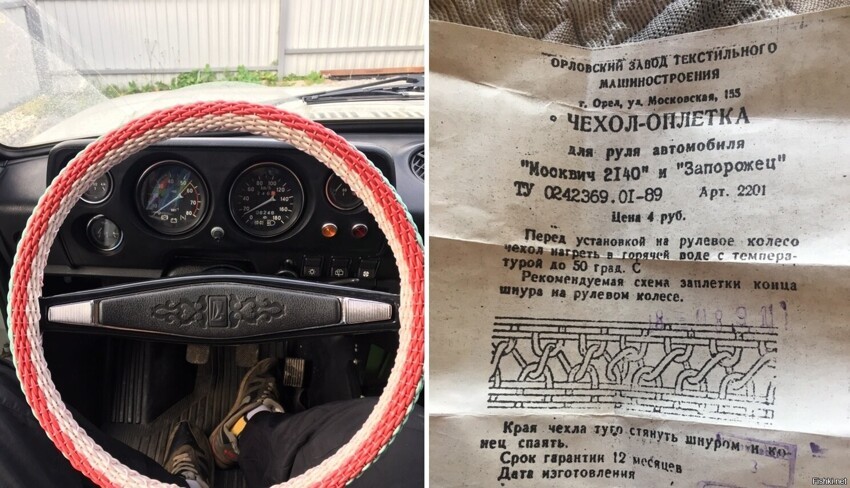 ОРЛОВСКИЙ ЗАВОД ТЕКСТИЛЬНОГО
МАШИНОСТРОЕНИЯ
г. Орел, ул. Московская, 155
ЧЕХОЛ-ОПЛЕТКА
для руля автомобиля
"Москвич 2140" и "Запорожец"
ТУ 0242369.01-89 Арт. 2201
Цена 4 руб.
Перед установкой на рулевое колесо
чехол нагреть в горячей воде с темпера-
турой до 50 град. С
Рекомендуемая схема заплетки конца
шнура на рулевом колесе.
Края чехла туго стянуть шнуром и ко-
нец спаять.
Срок гарантии 12 месяцев
Дата изготовления
3
Fishki.net